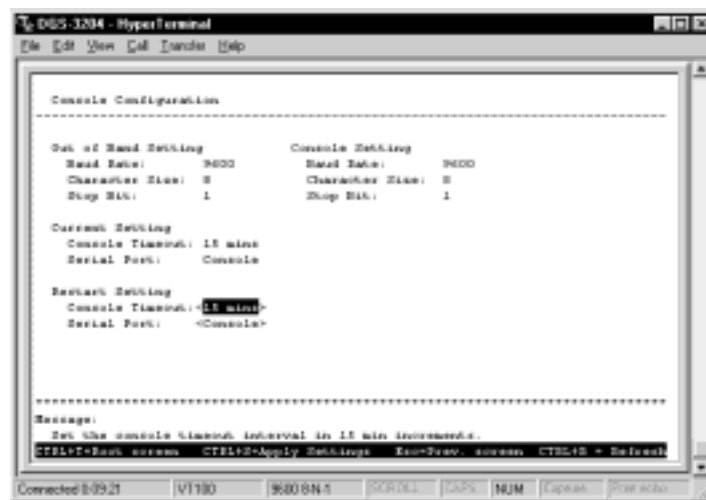 DGS-3204 - HyperTerminal
File Edit View Call Transfer Help
Console Configuration
Out of Band Setting Console Setting
Baud Rate: 9600 Baud Rate: 9600
Character Size: 8 Character Size: 8
Stop Bit: 1 Stop Bit: 1
Current Setting
Console Timeout: 15 mins
Serial Port: Console
Restart Setting
Console Timeout:<15 mins>
Serial Port: <Console>
Message:
Set the console timeout interval in 15 min increments.
CTRL+T=Root screen CTRL+S=Apply Settings Esc=Prev. screen CTRL+R = Refresh
Connected 0:09:21 VT100 9600 8-N-1 SCROLL CAPS NUM Capture Print echo